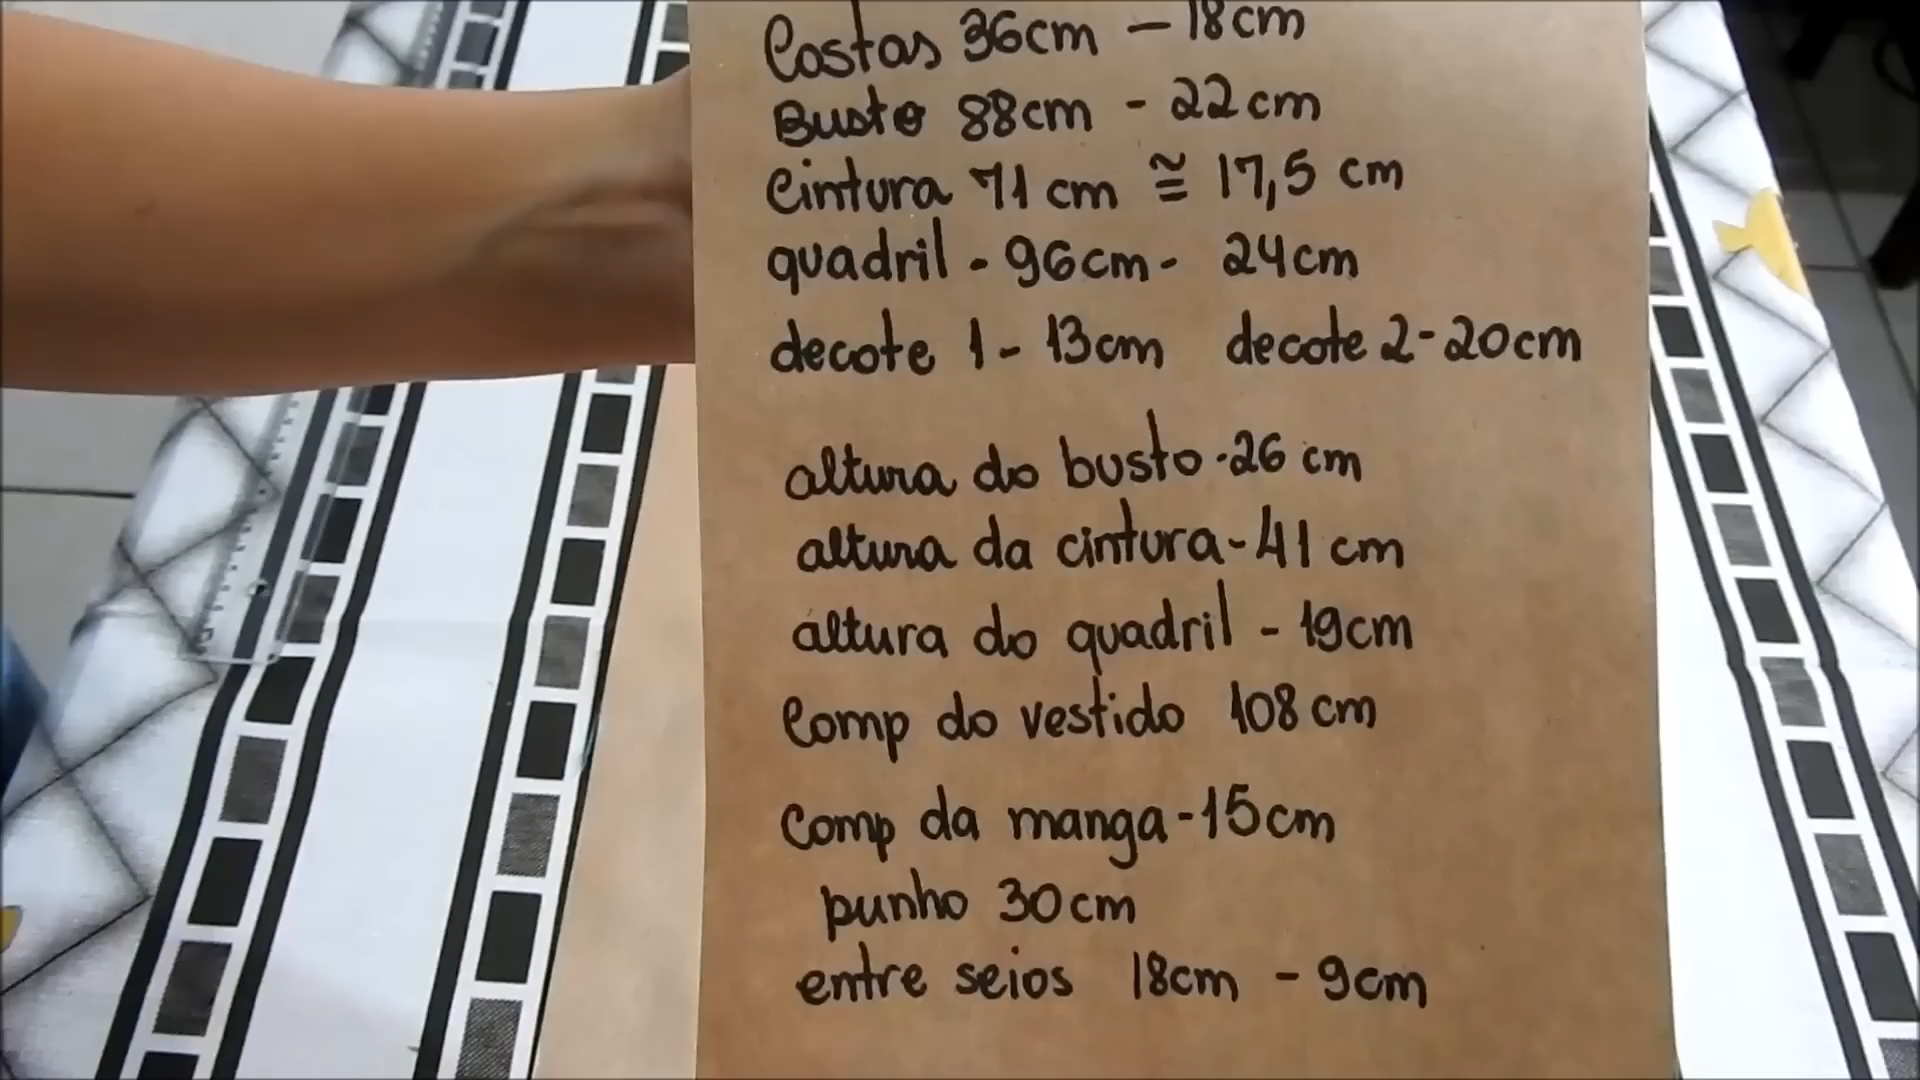 Costas 36cm - 18cm
Busto 88cm - 22cm
Cintura 71 cm ≅ 17,5 cm
quadril - 96cm - 24cm
decote 1 - 13cm decote 2 - 20cm
altura do busto - 26 cm
altura da cintura - 41 cm
altura do quadril - 19cm
Comp do vestido 108 cm
Comp da manga - 15cm
punho 30cm
entre seios 18cm - 9cm